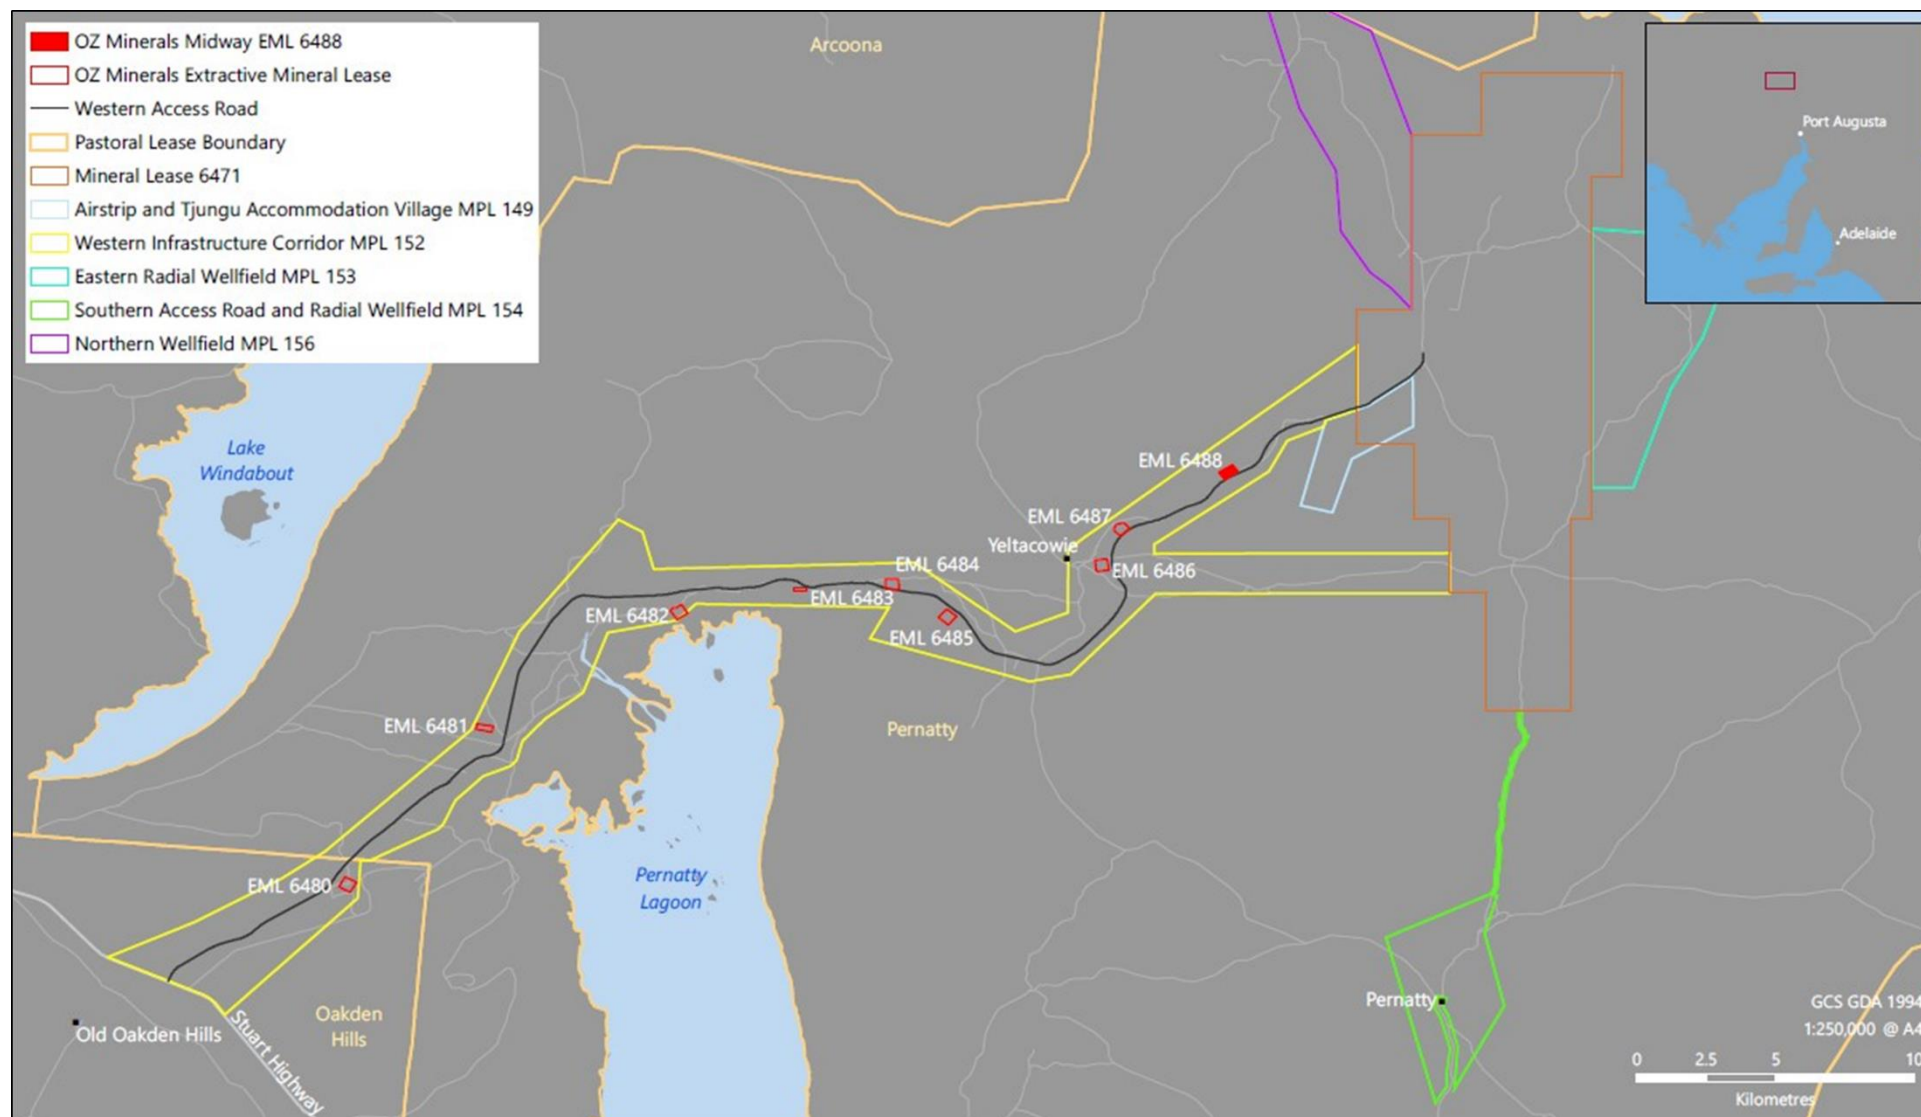 OZ Minerals Midway EML 6488
OZ Minerals Extractive Mineral Lease
Western Access Road
Pastoral Lease Boundary
Mineral Lease 6471
Airstrip and Tjungu Accommodation Village MPL 149
Western Infrastructure Corridor MPL 152
Eastern Radial Wellfield MPL 153
Southern Access Road and Radial Wellfield MPL 154
Northern Wellfield MPL 156
Arcoona
Port Augusta
Adelaide
Lake
Windabout
EML 6488
EML 6487
Yeltacowie
EML 6486
EML 6484
EML 6483
EML 6482
EML 6485
EML 6481
Pernatty
EML 6480
Pernatty
Lagoon
Pernatty
Oakden
Hills
Old Oakden Hills
Stuart Highway
GCS GDA 1994
1:250,000 @ A4
0 2.5 5 10
Kilometres